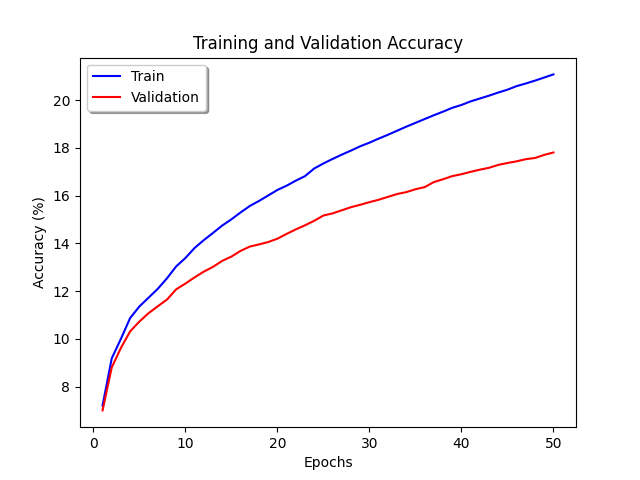 Training and Validation Accuracy
Train
Validation
Accuracy (%)
20
18
16
14
12
10
8
0 10 20 30 40 50
Epochs